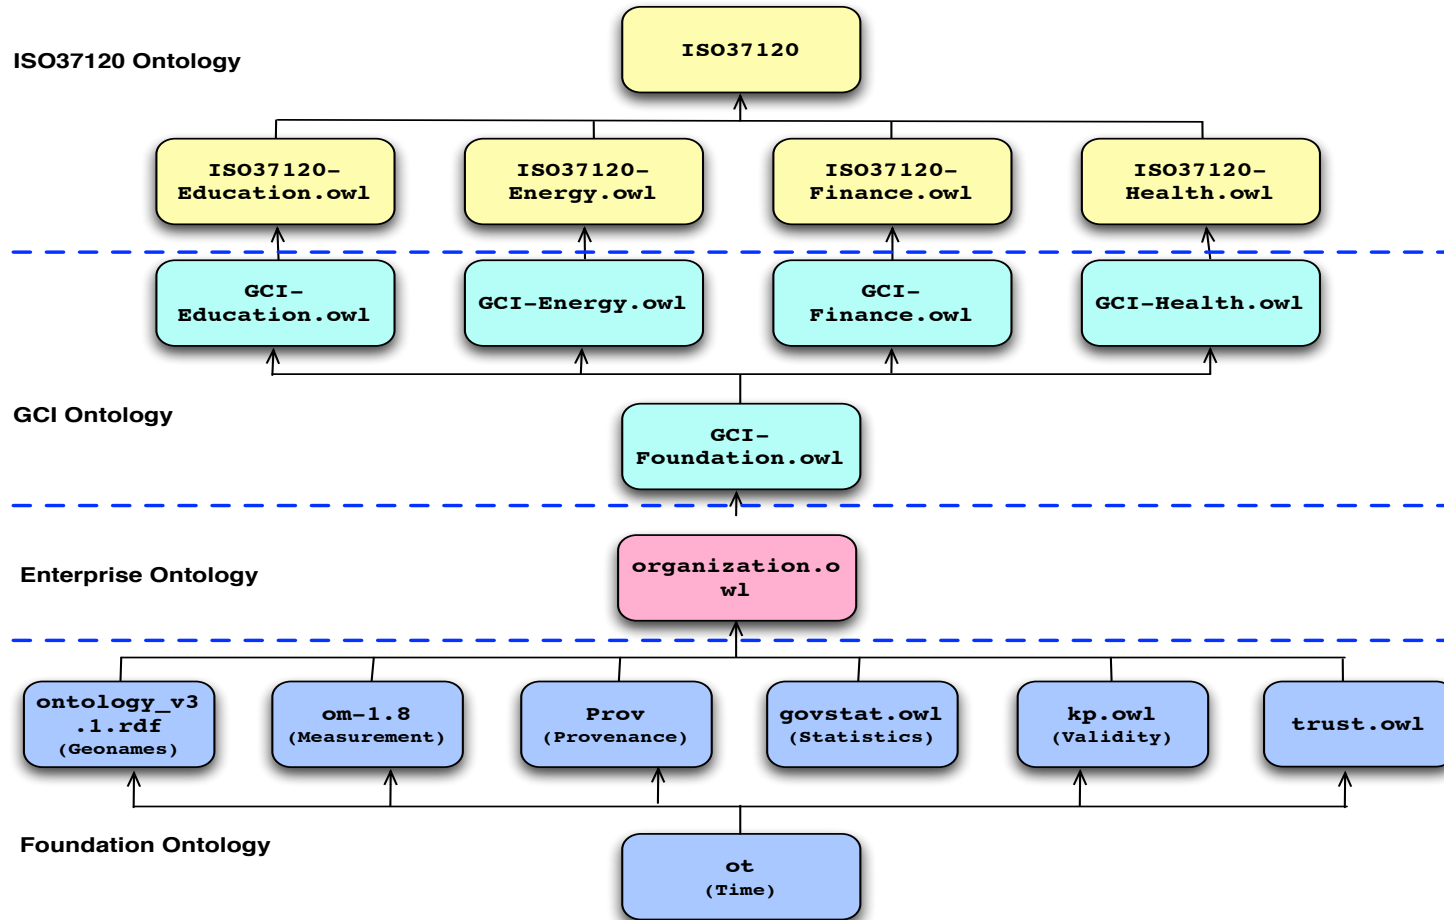 ISO37120
ISO37120 Ontology
ISO37120-
Education.owl
ISO37120-
Energy.owl
ISO37120-
Finance.owl
ISO37120-
Health.owl
GCI-
Education.owl
GCI-Energy.owl
GCI-
Finance.owl
GCI-Health.owl
GCI Ontology
GCI-
Foundation.owl
Enterprise Ontology
organization.o
wl
ontology_v3
.1.rdf
(Geonames)
om-1.8
(Measurement)
Prov
(Provenance)
govstat.owl
(Statistics)
kp.owl
(Validity)
trust.owl
Foundation Ontology
ot
(Time)